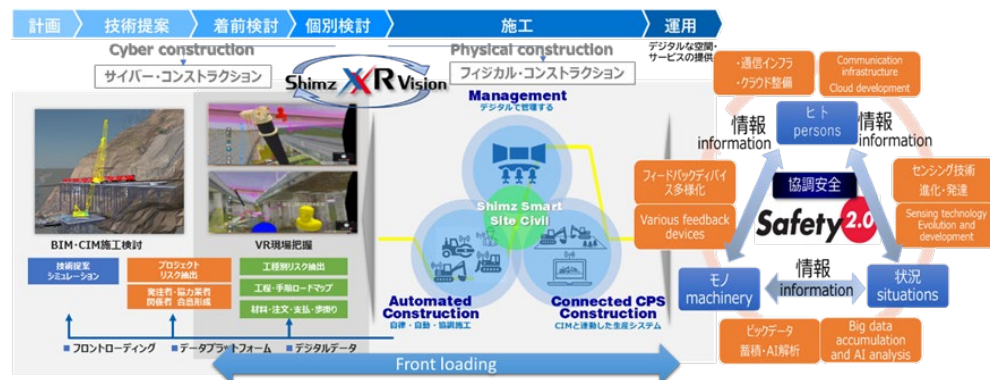 計画
技術提案
着前検討
個別検討
施工
運用
デジタルな空間・
サービスの提供
Cyber construction
サイバー・コンストラクション
Shimz XR Vision
Physical construction
フィジカル・コンストラクション
BIM・CIM施工検討
VR現場把握
技術提案
シミュレーション
プロジェクト
リスク抽出
発注者・協力業者
関係者 合意形成
工種別リスク抽出
工程・手順ロードマップ
材料・注文・支払・歩掛り
■ フロントローディング
■ データプラットフォーム
■ デジタルデータ
Front loading
Management
デジタルで管理する
Shimz Smart
Site Civil
Automated
Construction
自律・自動・協調施工
Connected CPS
Construction
CIMと連動した生産システム
・通信インフラ
・クラウド整備
Communication
infrastructure
Cloud development
ヒト
persons
情報
information
情報
information
フィードバックデイバイ
ス多様化
Various feedback
devices
協調安全
Safety2.0
センシング技術
進化・発達
Sensing technology
Evolution and
development
モノ
machinery
情報
information
状況
situations
ビックデータ
蓄積・AI解析
Big data
accumulation
and AI analysis